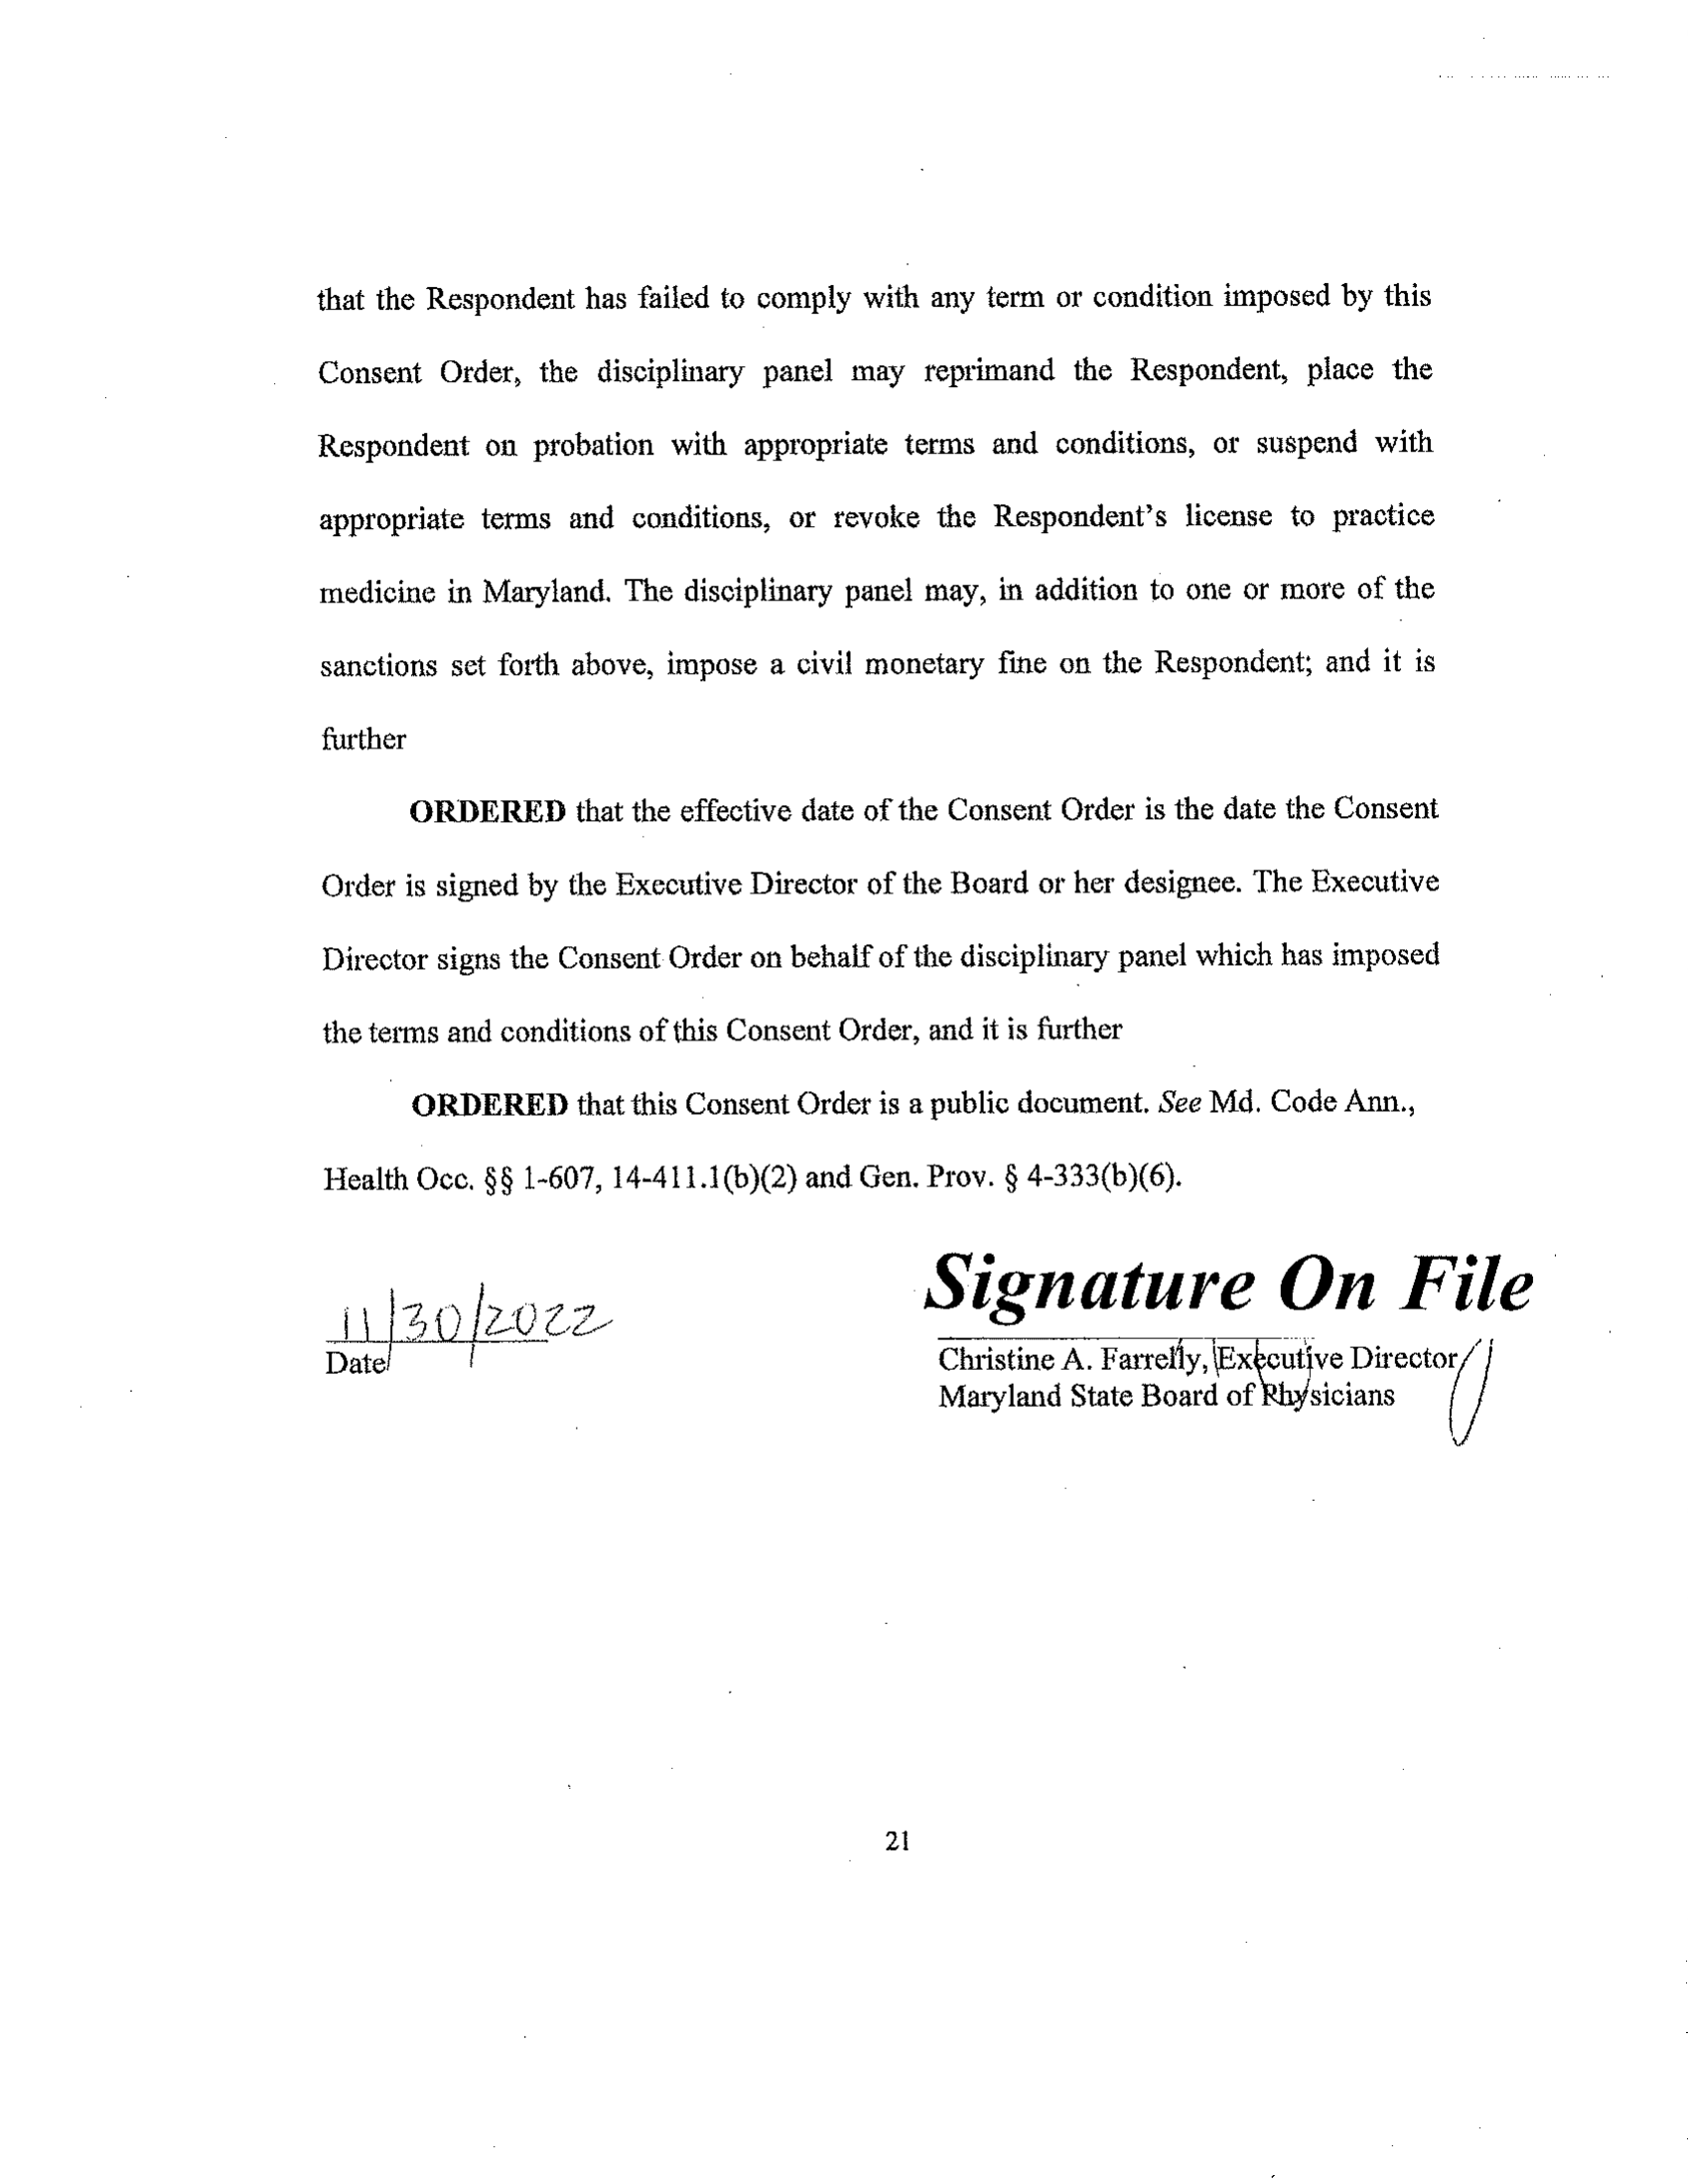 that the Respondent has failed to comply with any term or condition imposed by this
Consent Order, the disciplinary panel may reprimand the Respondent, place the
Respondent on probation with appropriate terms and conditions, or suspend with
appropriate terms and conditions, or revoke the Respondent's license to practice
medicine in Maryland. The disciplinary panel may, in addition to one or more of the
sanctions set forth above, impose a civil monetary fine on the Respondent; and it is
further
ORDERED that the effective date of the Consent Order is the date the Consent
Order is signed by the Executive Director of the Board or her designee. The Executive
Director signs the Consent Order on behalf of the disciplinary panel which has imposed
the terms and conditions of this Consent Order, and it is further
ORDERED that this Consent Order is a public document. See Md. Code Ann.,
Health Occ. §§ 1-607, 14-411.1(b)(2) and Gen. Prov. § 4-333(b)(6).
11/30/2022
Date
Signature On File
Christine A. Farrelly, Executive Director
Maryland State Board of Physicians
21